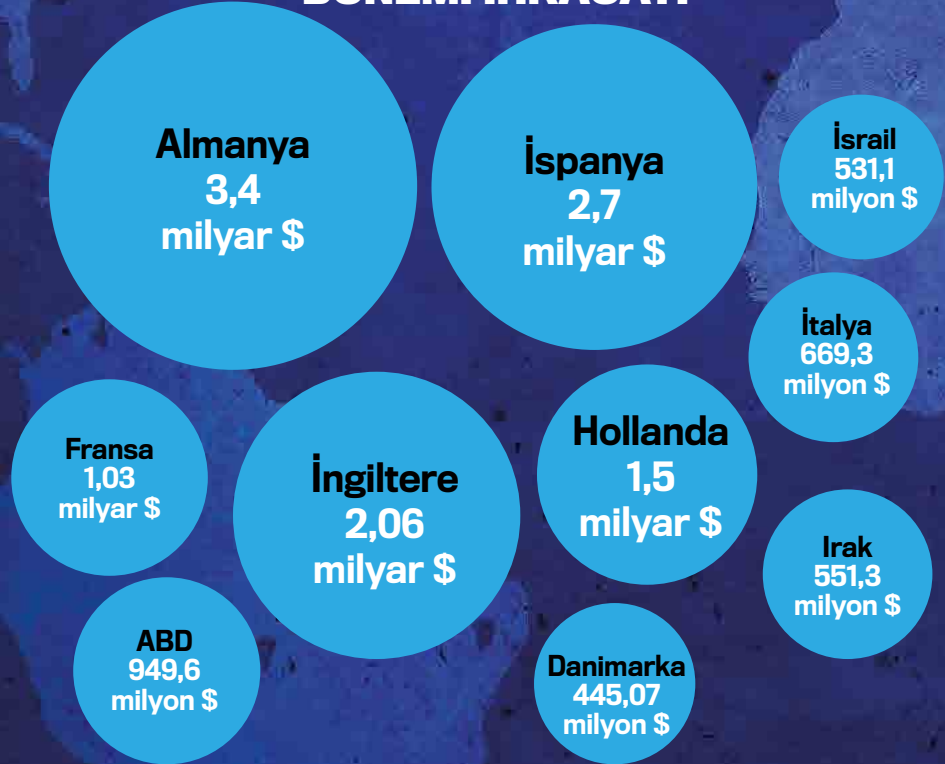 DÖNEMİ İHRACATI
Almanya
3,4
milyar $
İspanya
2,7
milyar $
İsrail
531,1
milyon $
İtalya
669,3
milyon $
Fransa
1,03
milyar $
İngiltere
2,06
milyar $
Hollanda
1,5
milyar $
Irak
551,3
milyon $
ABD
949,6
milyon $
Danimarka
445,07
milyon $